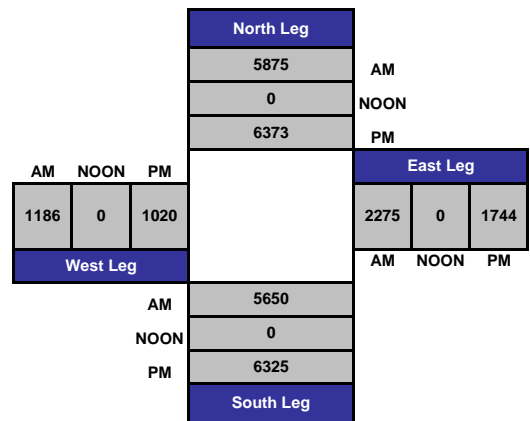 North Leg
5875 AM
0 NOON
6373 PM
AM NOON PM
East Leg
1186 0 1020
2275 0 1744
West Leg
AM NOON PM
AM 5650
NOON 0
PM 6325
South Leg